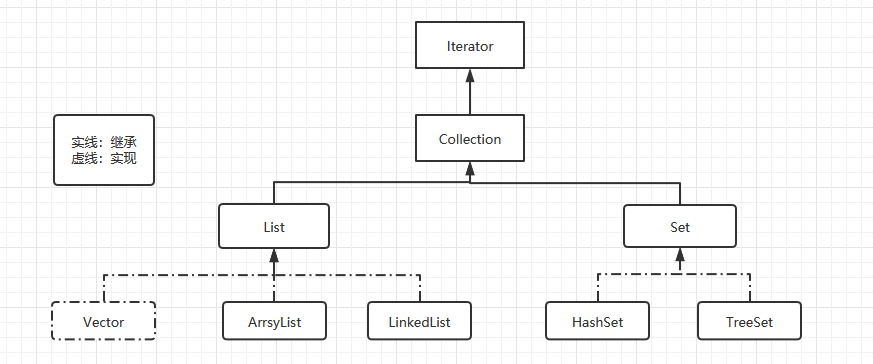 Iterator
Collection
实线：继承
虚线：实现
List
Set
Vector
ArrsyList
LinkedList
HashSet
TreeSet